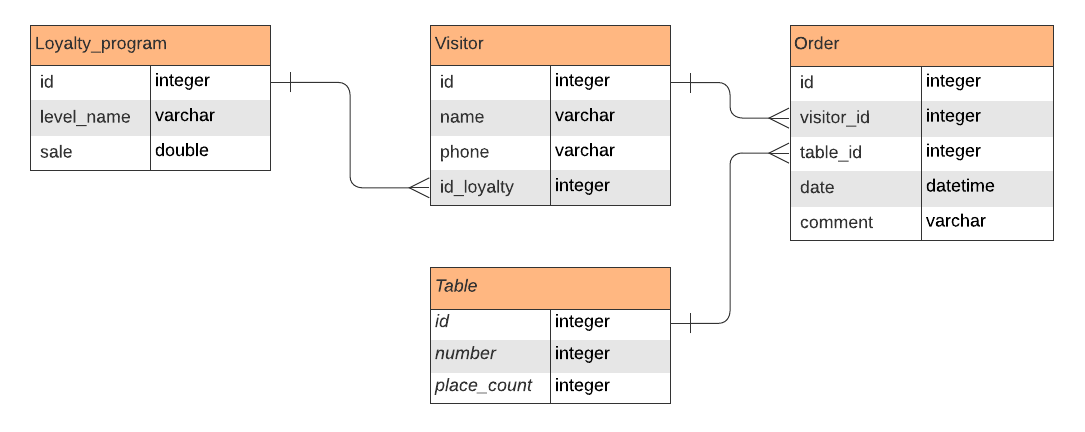 Loyalty_program
id integer
level_name varchar
sale double
Visitor
id integer
name varchar
phone varchar
id_loyalty integer
Order
id integer
visitor_id integer
table_id integer
date datetime
comment varchar
Table
id integer
number integer
place_count integer